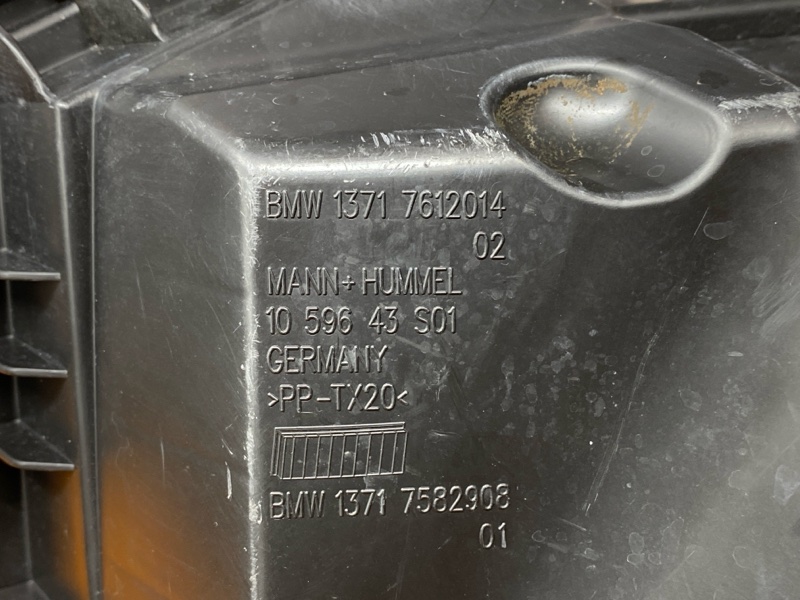 BMW 1371 7612014
02
MANN+HUMMEL
10 596 43 S01
GERMANY
>PP-TX20<
BMW 1371 7582908
01